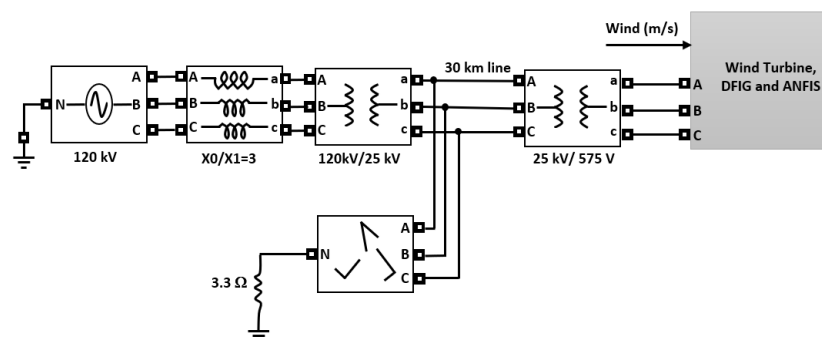 Wind (m/s)
30 km line
A A a A a A a A
N B B b B b B b B
C C c C c C c C
Wind Turbine,
DFIG and ANFIS
120 kV
X0/X1=3
120kV/25 kV
25 kV/ 575 V
A
N B
C
3.3 Ω